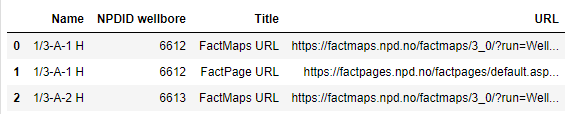 Name NPDID wellbore Title URL
0 1/3-A-1 H 6612 FactMaps URL https://factmaps.npd.no/factmaps/3_0/?run=Well...
1 1/3-A-1 H 6612 FactPage URL https://factpages.npd.no/factpages/default.asp...
2 1/3-A-2 H 6613 FactMaps URL https://factmaps.npd.no/factmaps/3_0/?run=Well...